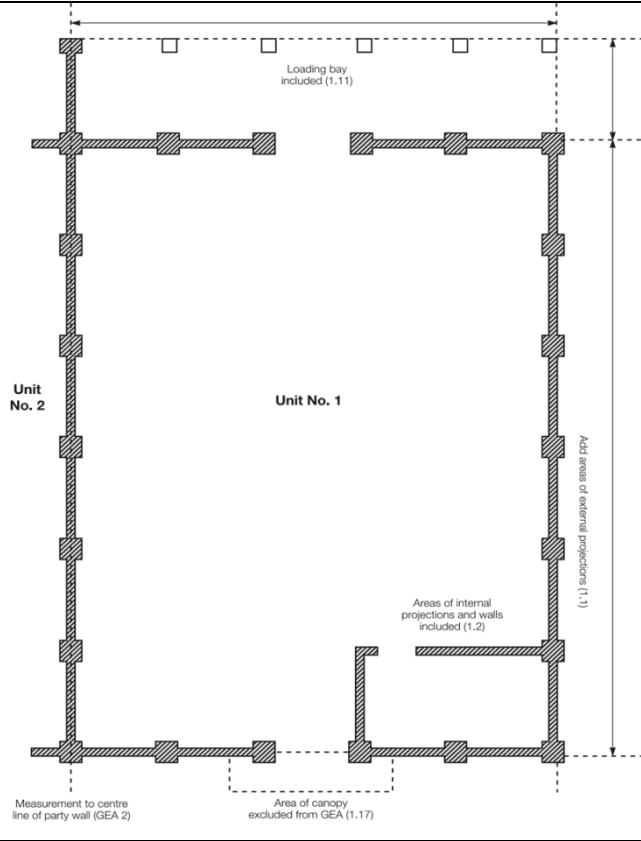 Loading bay
included (1.11)
Unit
No. 2
Unit No. 1
Add areas of external projections (1.1)
Areas of internal
projections and walls
included (1.2)
Measurement to centre
line of party wall (GEA 2)
Area of canopy
excluded from GEA (1.17)